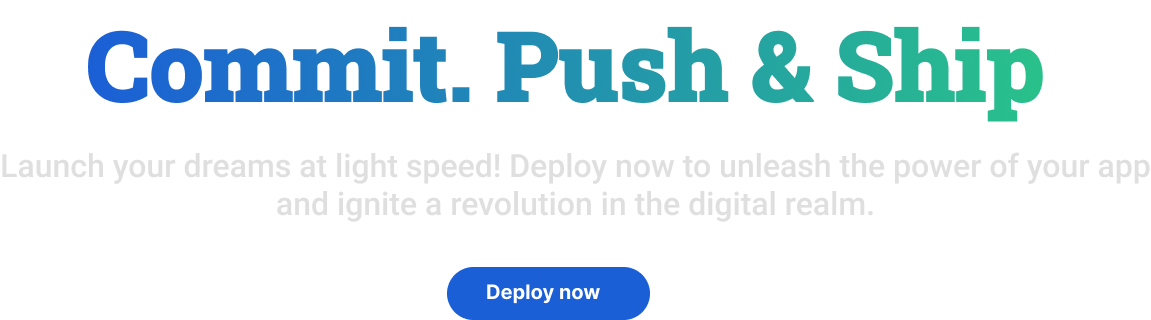 Commit. Push & Ship
Launch your dreams at light speed! Deploy now to unleash the power of your app
and ignite a revolution in the digital realm.
Deploy now